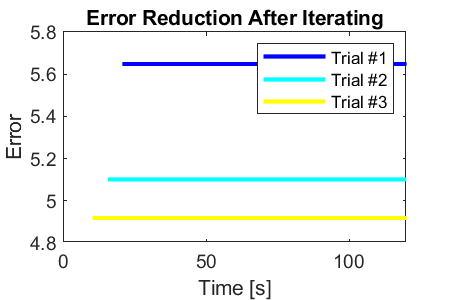 Error Reduction After Iterating
5.8
5.6
5.4
5.2
5
4.8
Error
Trial #1
Trial #2
Trial #3
0
50
100
Time [s]